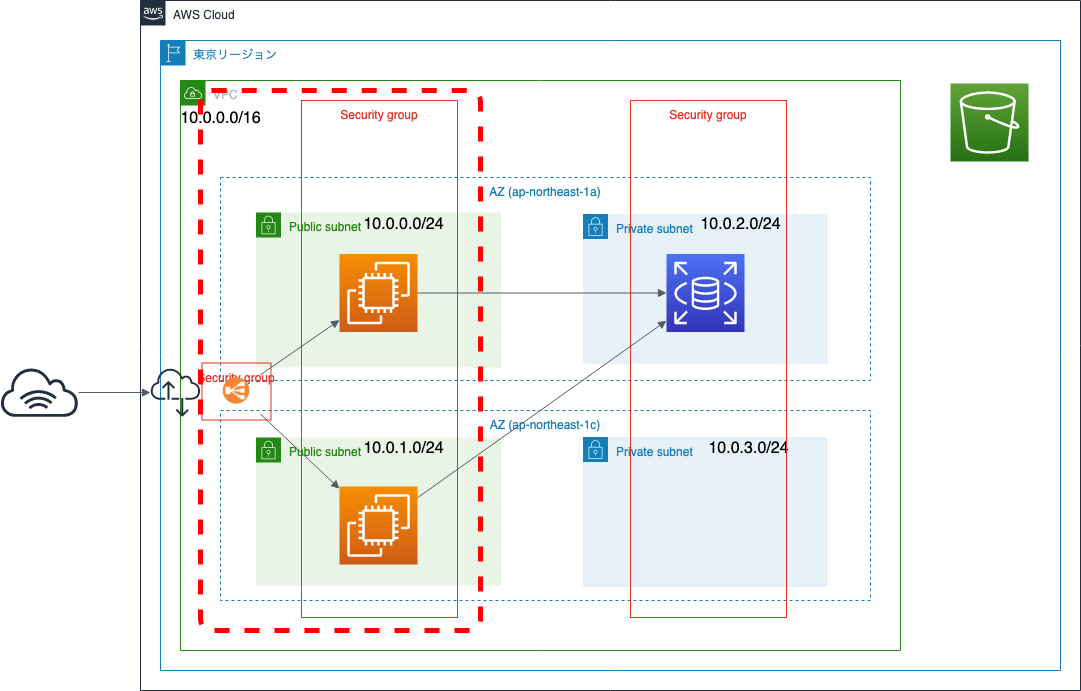 aws
AWS Cloud
東京リージョン
VPC
10.0.0.0/16
Security group
Security group
AZ (ap-northeast-1a)
Public subnet 10.0.0.0/24
Private subnet 10.0.2.0/24
Security group
AZ (ap-northeast-1c)
Public subnet 10.0.1.0/24
Private subnet 10.0.3.0/24